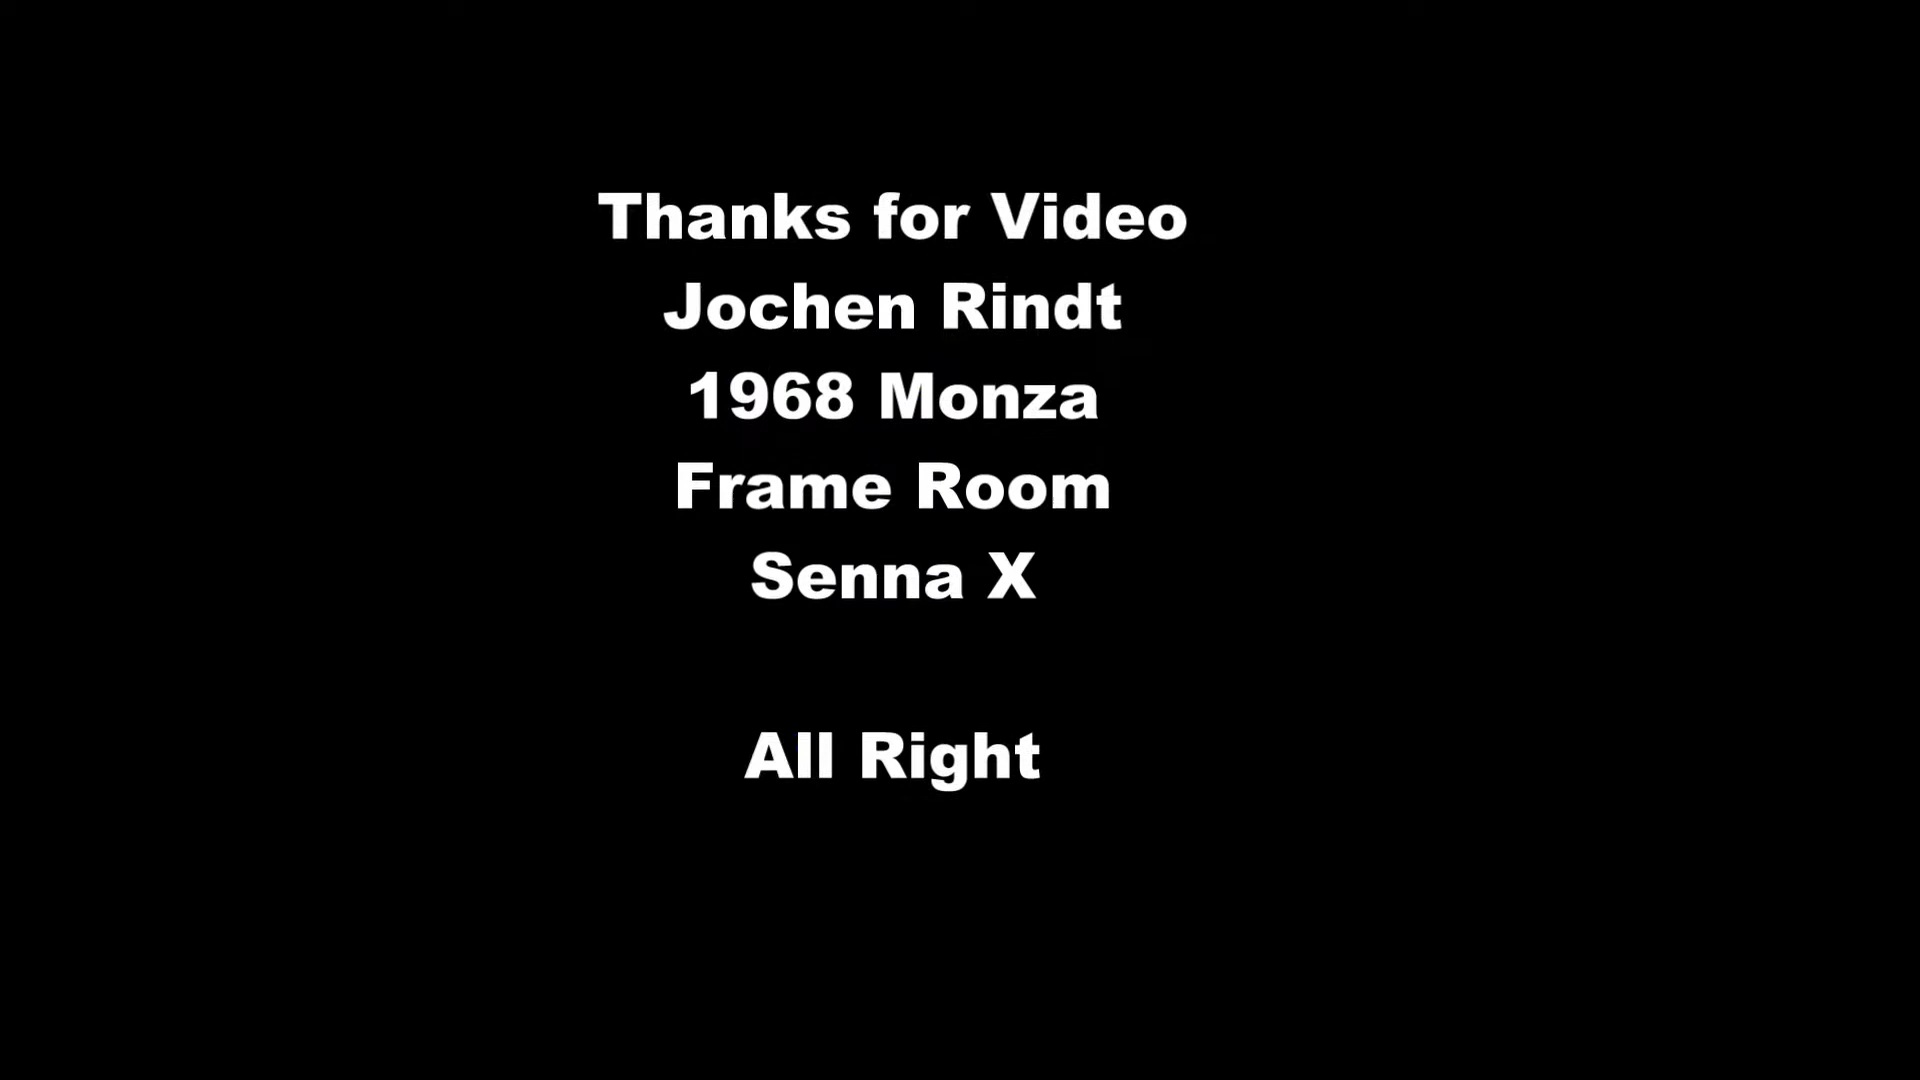 Thanks for Video
Jochen Rindt
1968 Monza
Frame Room
Senna X
All Right